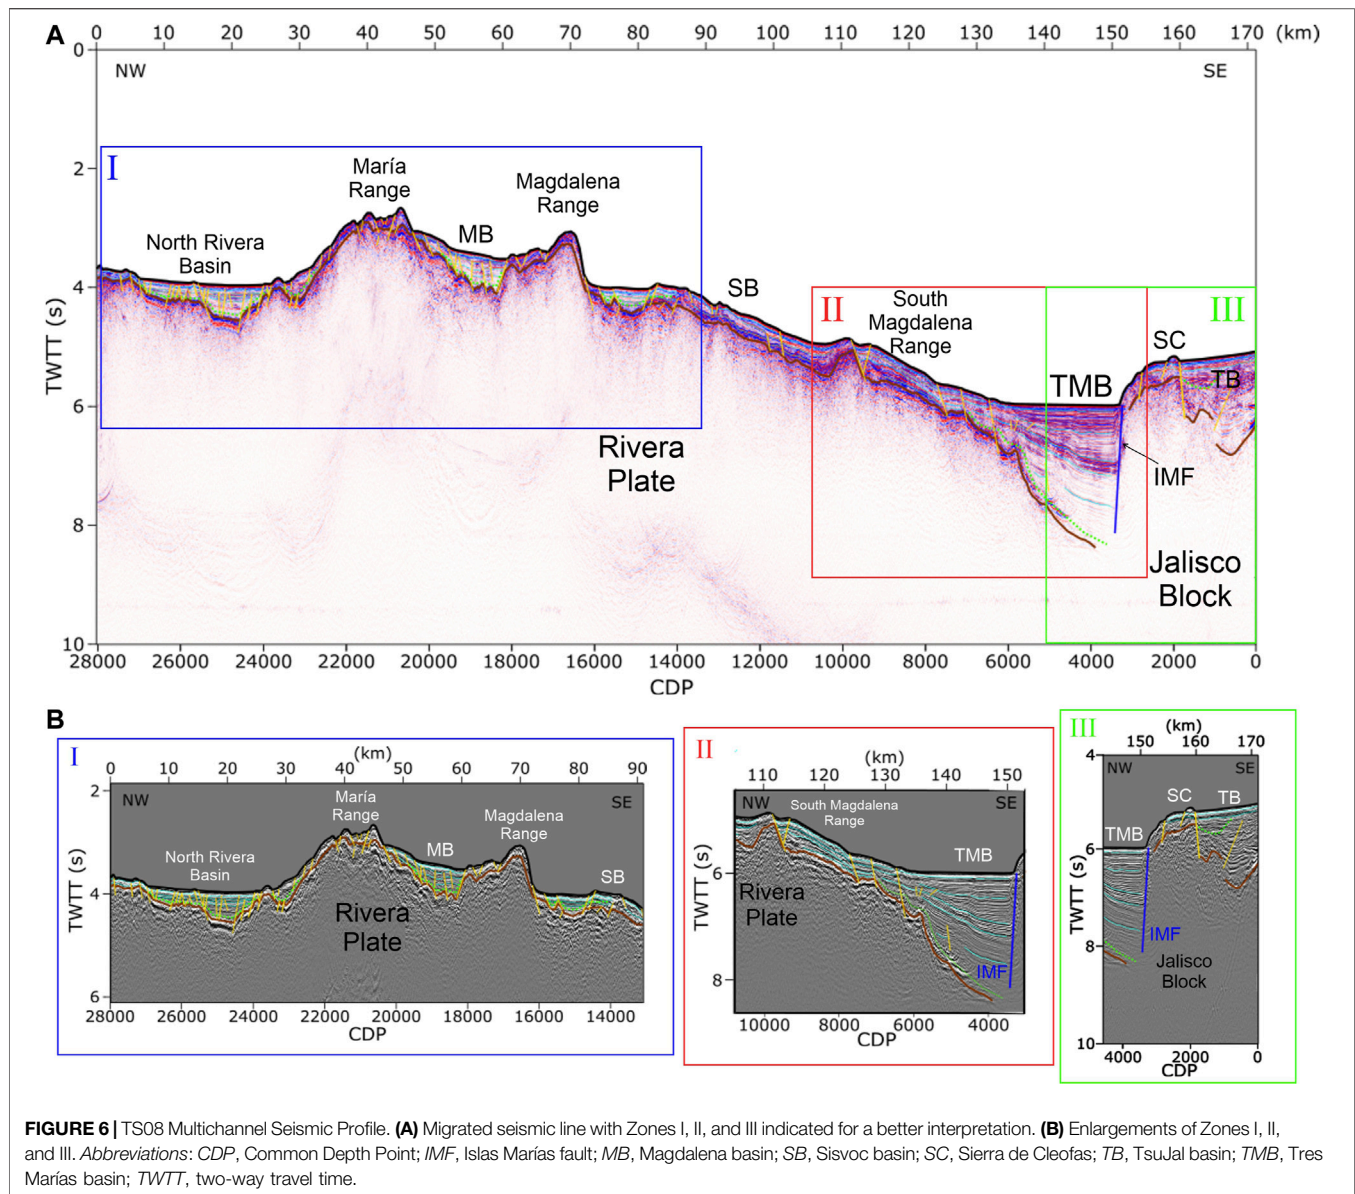 A
0 10 20 30 40 50 60 70 80 90 100 110 120 130 140 150 160 170 (km)
0
NW
SE
I
María
Range
Magdalena
Range
2
North Rivera
Basin
MB
4
SB
II
South
Magdalena
Range
III
SC
TWTT (s)
TMB
TB
6
Rivera
Plate
IMF
8
Jalisco
Block
10
28000 26000 24000 22000 20000 18000 16000 14000 12000 10000 8000 6000 4000 2000 0
CDP
B
I
(km)
0 10 20 30 40 50 60 70 80 90
2
NW
SE
María
Range
Magdalena
Range
North Rivera
Basin
MB
SB
TWTT (s)
4
Rivera
Plate
6
28000 26000 24000 22000 20000 18000 16000 14000
CDP
II
(km)
110 120 130 140 150
NW
SE
South Magdalena
Range
TMB
6
TWTT (s)
Rivera
Plate
IMF
8
10000 8000 6000 4000
CDP
III
(km)
150 160 170
4
NW
SE
SC
TB
TMB
6
TWTT (s)
IMF
8
Jalisco
Block
10
4000 2000 0
CDP
FIGURE 6 | TS08 Multichannel Seismic Profile. (A) Migrated seismic line with Zones I, II, and III indicated for a better interpretation. (B) Enlargements of Zones I, II,
and III. Abbreviations: CDP, Common Depth Point; IMF, Islas Marías fault; MB, Magdalena basin; SB, Sisvoc basin; SC, Sierra de Cleofas; TB, TsuJal basin; TMB, Tres
Marías basin; TWTT, two-way travel time.